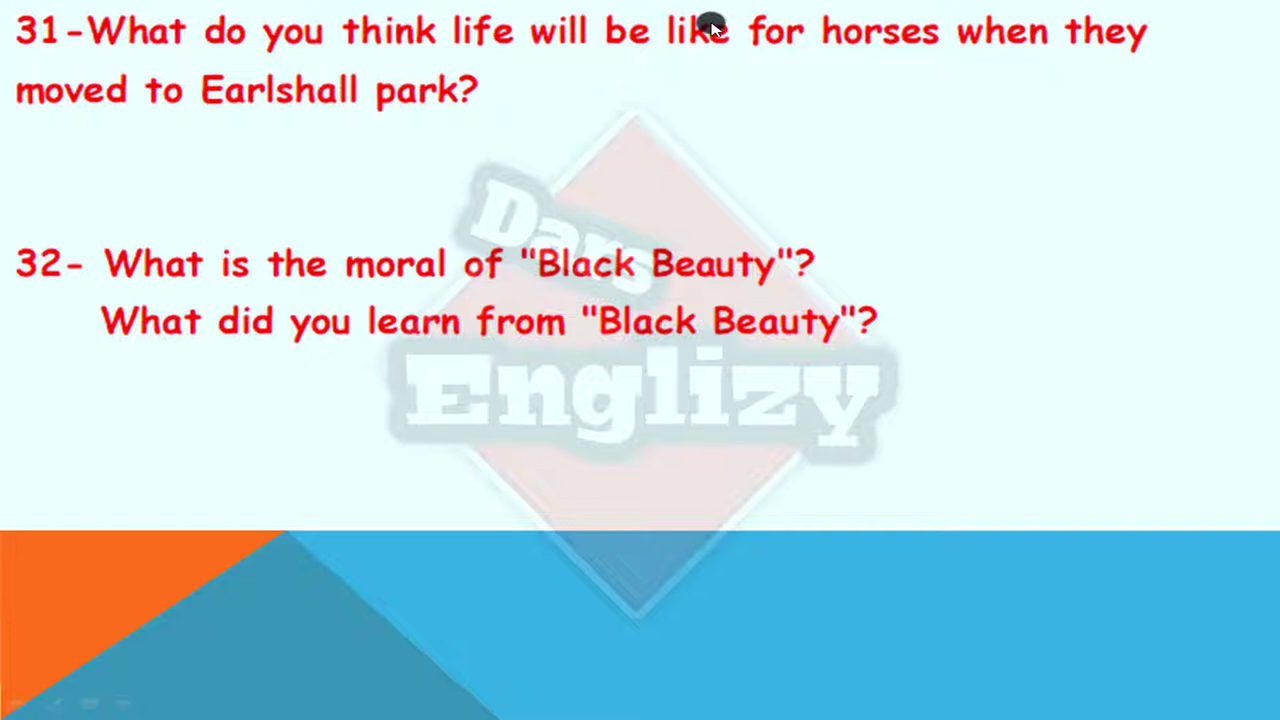 31-What do you think life will be like for horses when they
moved to Earlshall park?
32- What is the moral of "Black Beauty"?
Dars
What did you learn from "Black Beauty"?
Englizy